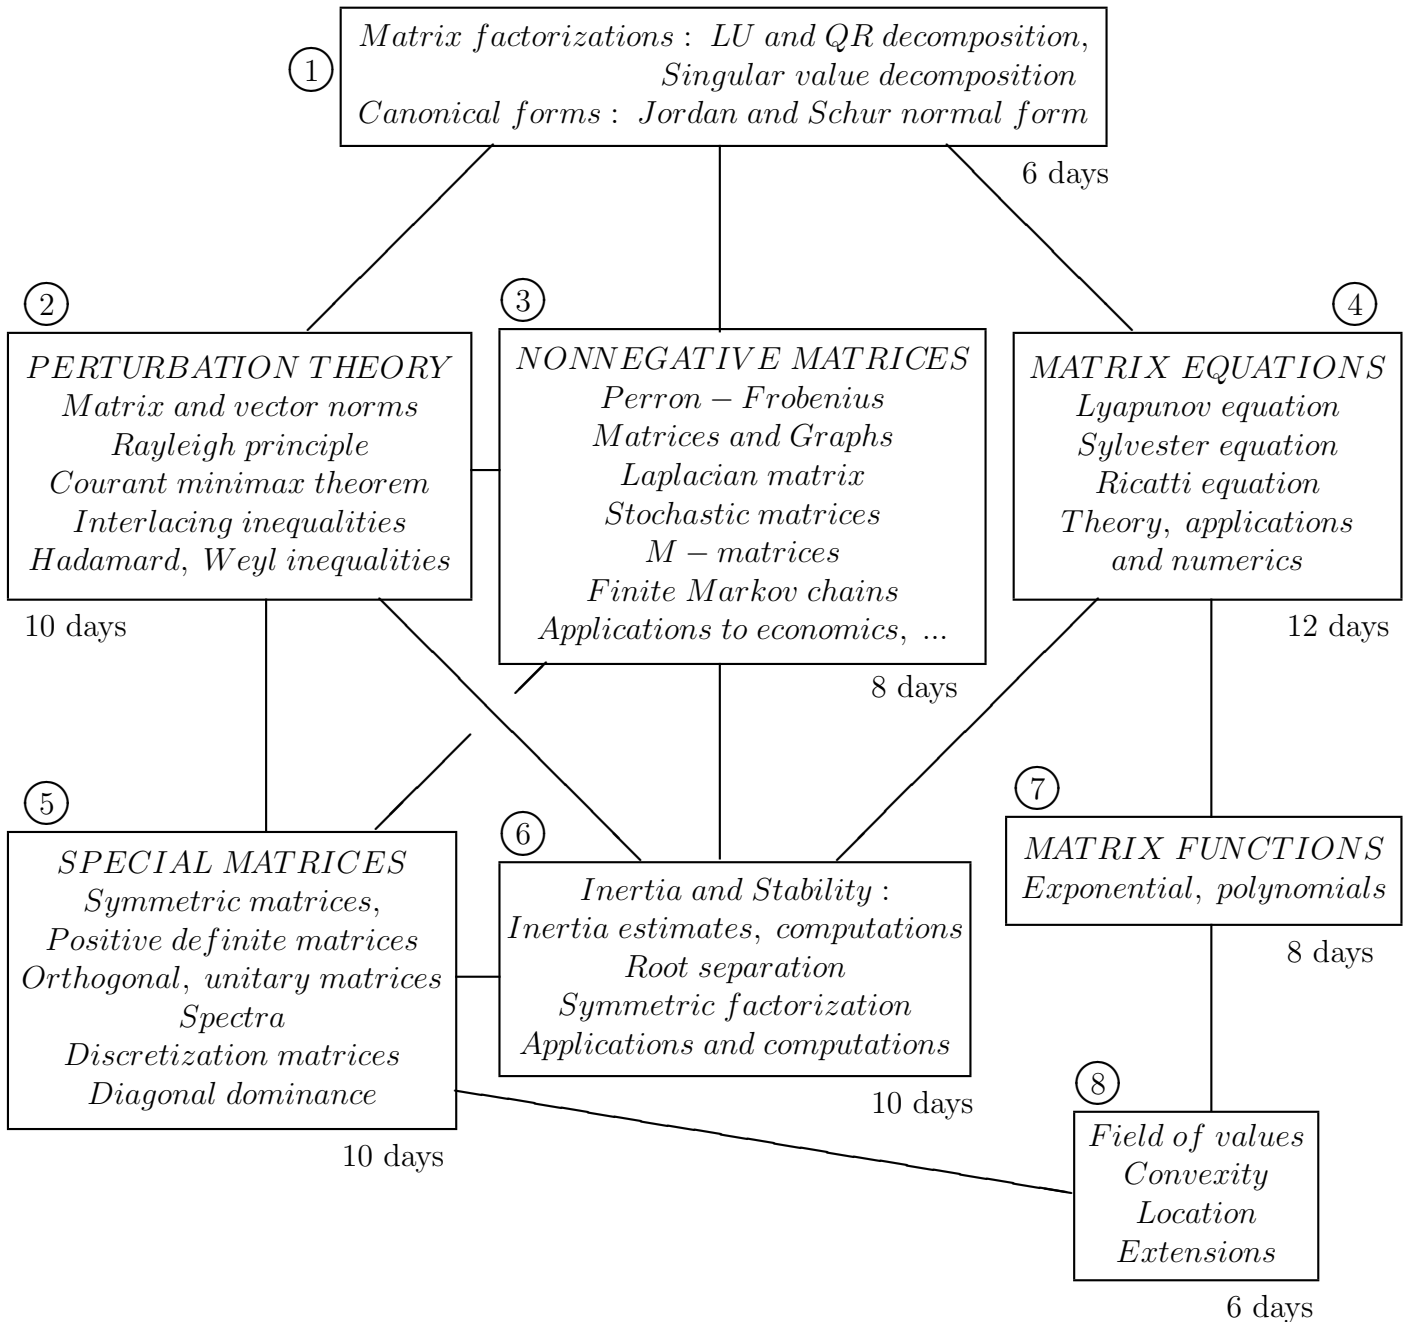 1
Matrix factorizations : LU and QR decomposition,
Singular value decomposition
Canonical forms : Jordan and Schur normal form
6 days
2
PERTURBATION THEORY
Matrix and vector norms
Rayleigh principle
Courant minimax theorem
Interlacing inequalities
Hadamard, Weyl inequalities
10 days
3
NONNEGATIVE MATRICES
Perron – Frobenius
Matrices and Graphs
Laplacian matrix
Stochastic matrices
M – matrices
Finite Markov chains
Applications to economics, ...
8 days
4
MATRIX EQUATIONS
Lyapunov equation
Sylvester equation
Ricatti equation
Theory, applications
and numerics
12 days
5
SPECIAL MATRICES
Symmetric matrices,
Positive definite matrices
Orthogonal, unitary matrices
Spectra
Discretization matrices
Diagonal dominance
10 days
6
Inertia and Stability :
Inertia estimates, computations
Root separation
Symmetric factorization
Applications and computations
10 days
7
MATRIX FUNCTIONS
Exponential, polynomials
8 days
8
Field of values
Convexity
Location
Extensions
6 days